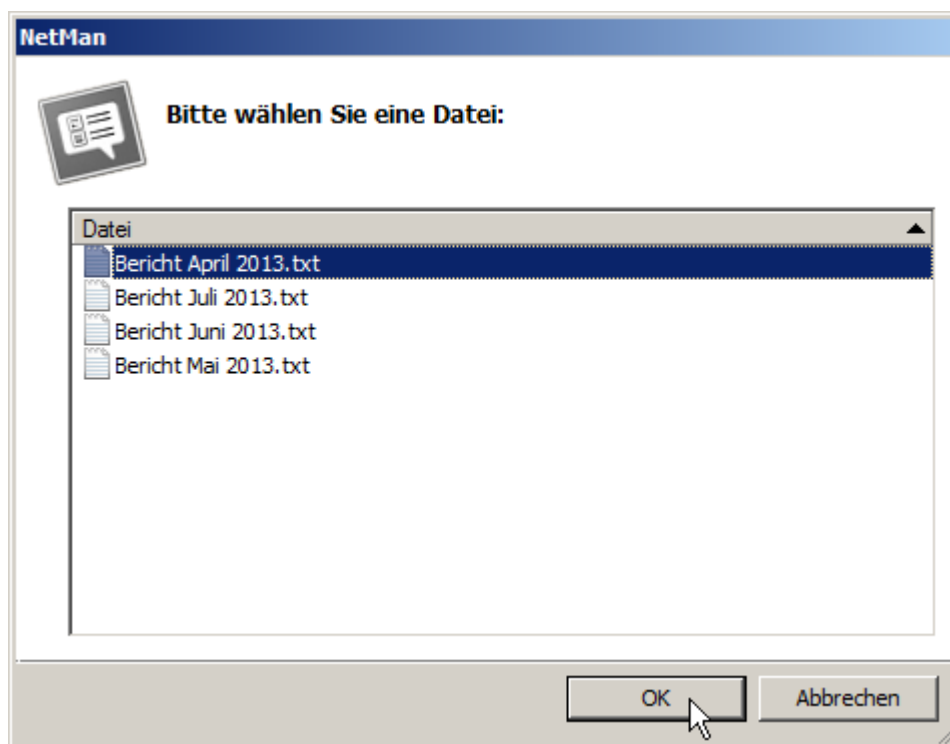 NetMan
Bitte wählen Sie eine Datei:
Datei
Bericht April 2013.txt
Bericht Juli 2013.txt
Bericht Juni 2013.txt
Bericht Mai 2013.txt
OK Abbrechen